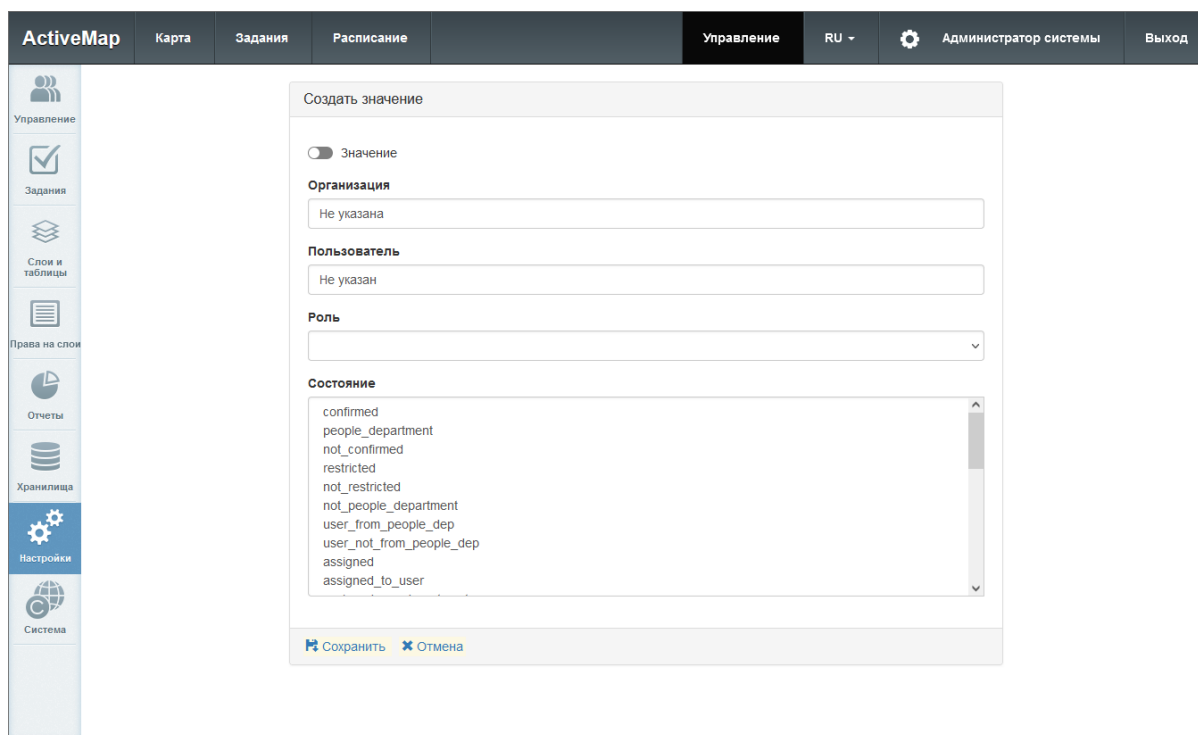 ActiveMap Карта Задания Расписание Управление RU Администратор системы Выход
Управление
Задания
Слои и
таблицы
Права на слои
Отчеты
Хранилища
Настройки
Система
Создать значение
Значение
Организация
Не указана
Пользователь
Не указан
Роль
Состояние
confirmed
people_department
not_confirmed
restricted
not_restricted
not_people_department
user_from_people_dep
user_not_from_people_dep
assigned
assigned_to_user
Сохранить Отмена